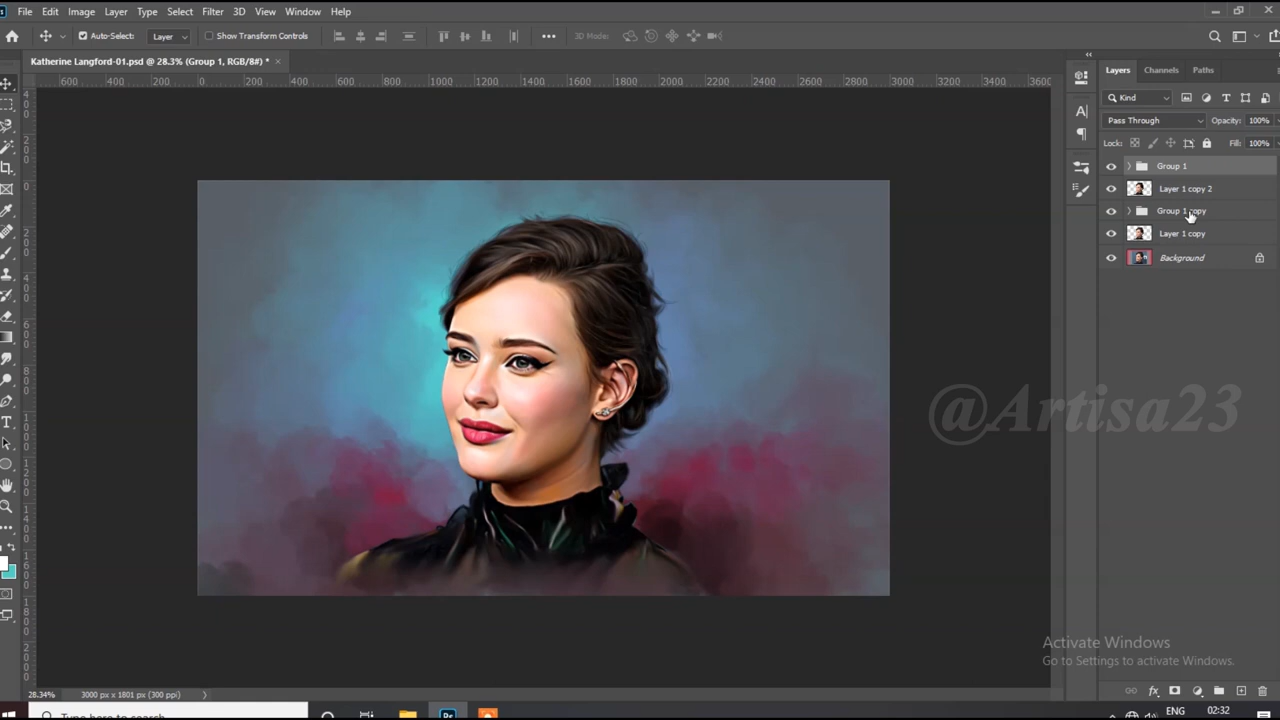 File Edit Image Layer Type Select Filter 3D View Window Help
Auto-Select: Layer Show Transform Controls ••• 3D Mode:
Katherine Langford-01.psd @ 28.3% (Group 1, RGB/8#) * ×
600 400 200 0 200 400 600 800 1000 1200 1400 1600 1800 2000 2200 2400 2600 2800 3000 3200 3400 3600
Layers Channels Paths
Kind
Pass Through Opacity: 100%
Lock: Fill: 100%
Group 1
Layer 1 copy 2
Group 1 copy
Layer 1 copy
Background
@Artisa23
Activate Windows
Go to Settings to activate Windows.
28.34% 3000 px x 1801 px (300 ppi)
Type here to search
ENG 02:32